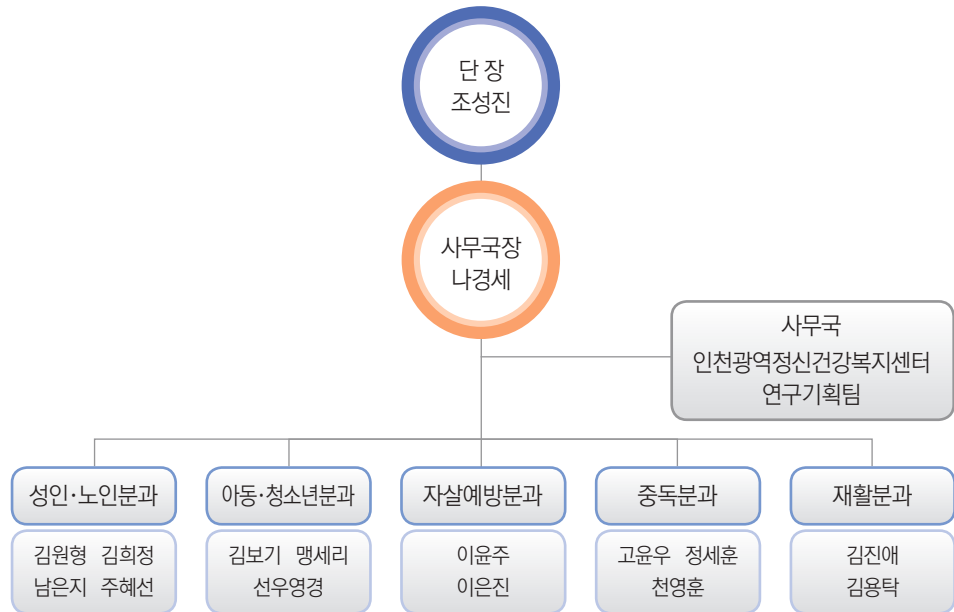 단 장
조성진
사무국장
나경세
사무국
인천광역정신건강복지센터
연구기획팀
성인·노인분과
아동·청소년분과
자살예방분과
중독분과
재활분과
김원형 김희정
남은지 주혜선
김보기 맹세리
선우영경
이윤주
이은진
고윤우 정세훈
천영훈
김진애
김용탁